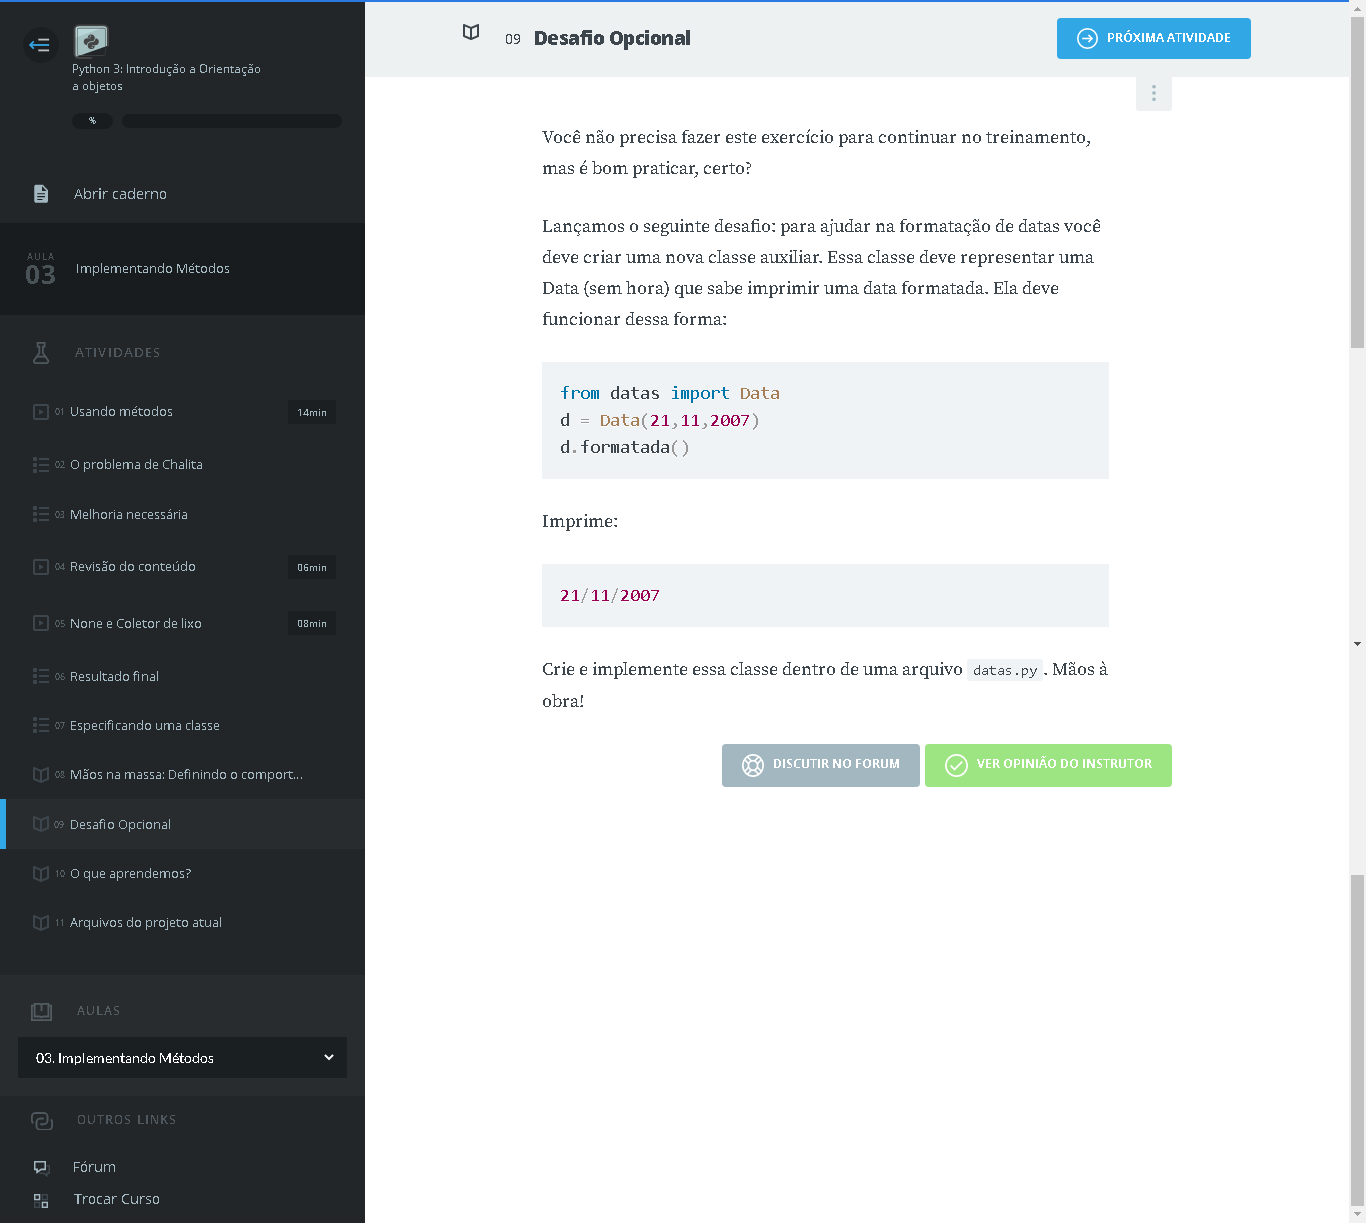 Python 3: Introdução a Orientação
a objetos
%
Abrir caderno
AULA
03
Implementando Métodos
ATIVIDADES
01 Usando métodos 14min
02 O problema de Chalita
03 Melhoria necessária
04 Revisão do conteúdo 06min
05 None e Coletor de lixo 08min
06 Resultado final
07 Especificando uma classe
08 Mãos na massa: Definindo o comport...
09 Desafio Opcional
10 O que aprendemos?
11 Arquivos do projeto atual
AULAS
03. Implementando Métodos
OUTROS LINKS
Fórum
Trocar Curso
09 Desafio Opcional
PRÓXIMA ATIVIDADE
Você não precisa fazer este exercício para continuar no treinamento,
mas é bom praticar, certo?
Lançamos o seguinte desafio: para ajudar na formatação de datas você
deve criar uma nova classe auxiliar. Essa classe deve representar uma
Data (sem hora) que sabe imprimir uma data formatada. Ela deve
funcionar dessa forma:
from datas import Data
d = Data(21,11,2007)
d.formatada()
Imprime:
21/11/2007
Crie e implemente essa classe dentro de uma arquivo datas.py. Mãos à
obra!
DISCUTIR NO FORUM
VER OPINIÃO DO INSTRUTOR